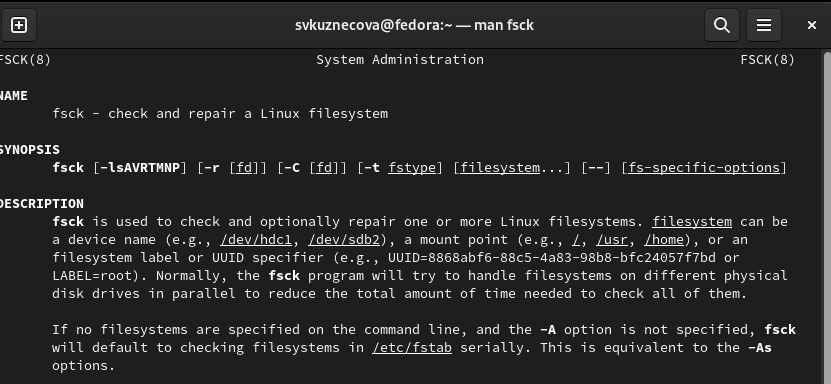 svkuznecova@fedora:~ — man fsck
FSCK(8) System Administration FSCK(8)
NAME
fsck - check and repair a Linux filesystem
SYNOPSIS
fsck [-lsAVRTMNP] [-r [fd]] [-C [fd]] [-t fstype] [filesystem...] [--] [fs-specific-options]
DESCRIPTION
fsck is used to check and optionally repair one or more Linux filesystems. filesystem can be
a device name (e.g., /dev/hdc1, /dev/sdb2), a mount point (e.g., /, /usr, /home), or an
filesystem label or UUID specifier (e.g., UUID=8868abf6-88c5-4a83-98b8-bfc24057f7bd or
LABEL=root). Normally, the fsck program will try to handle filesystems on different physical
disk drives in parallel to reduce the total amount of time needed to check all of them.
If no filesystems are specified on the command line, and the -A option is not specified, fsck
will default to checking filesystems in /etc/fstab serially. This is equivalent to the -As
options.